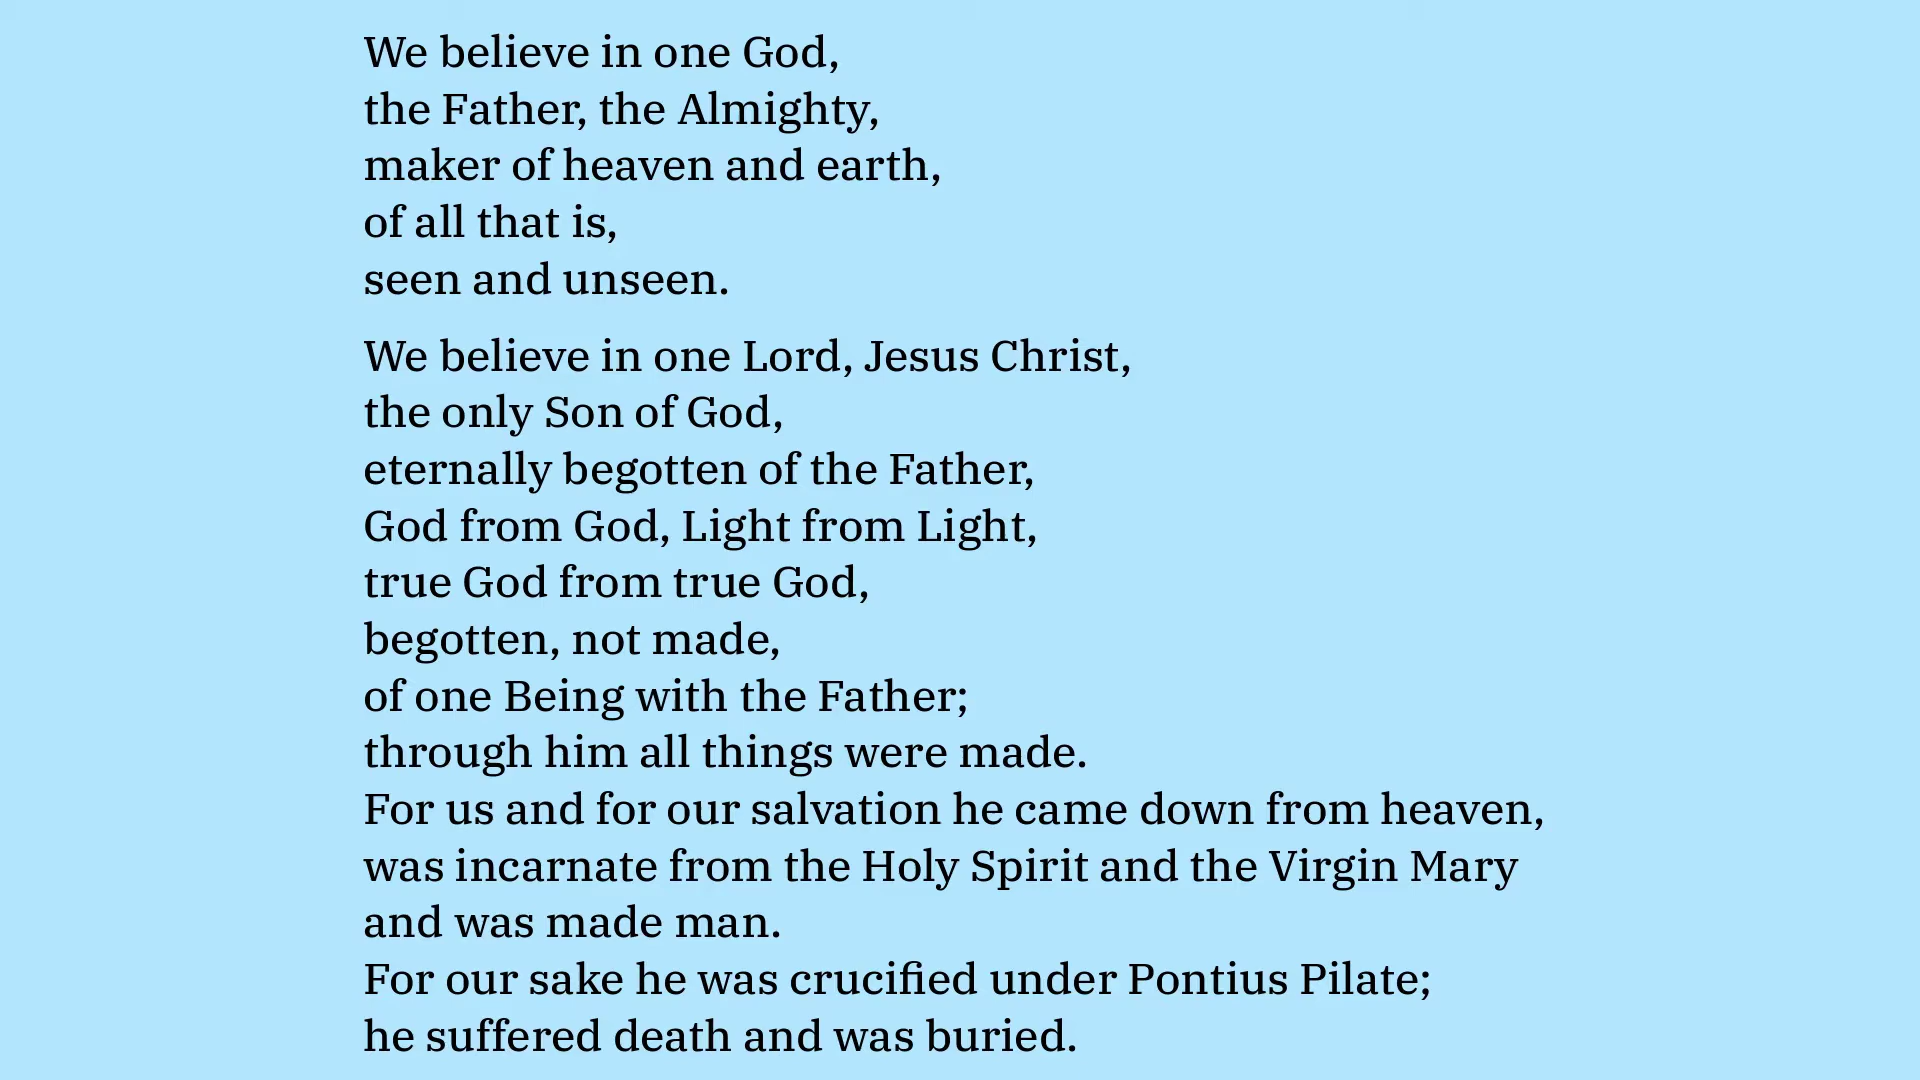 We believe in one God,
the Father, the Almighty,
maker of heaven and earth,
of all that is,
seen and unseen.
We believe in one Lord, Jesus Christ,
the only Son of God,
eternally begotten of the Father,
God from God, Light from Light,
true God from true God,
begotten, not made,
of one Being with the Father;
through him all things were made.
For us and for our salvation he came down from heaven,
was incarnate from the Holy Spirit and the Virgin Mary
and was made man.
For our sake he was crucified under Pontius Pilate;
he suffered death and was buried.